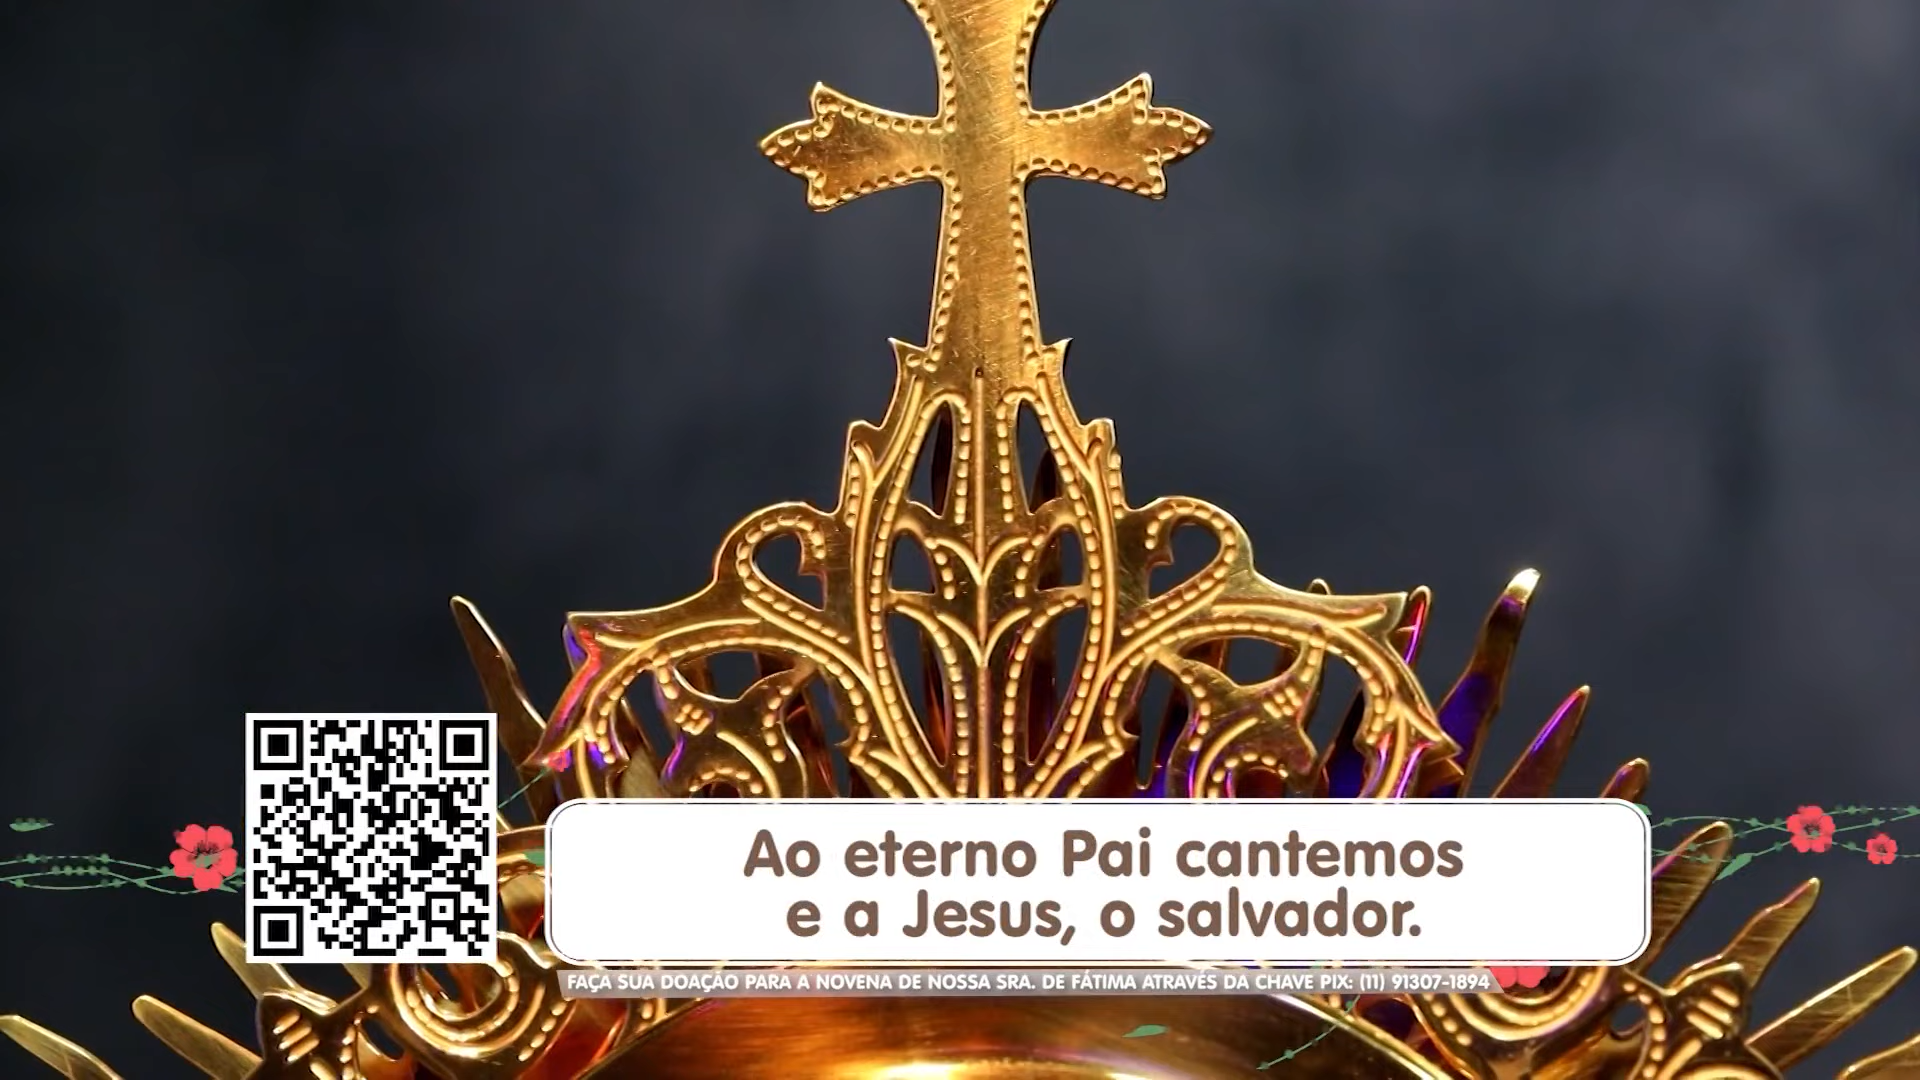 Ao eterno Pai cantemos
e a Jesus, o salvador.
FAÇA SUA DOAÇÃO PARA A NOVENA DE NOSSA SRA. DE FÁTIMA ATRAVÉS DA CHAVE PIX: (11) 91307-1894